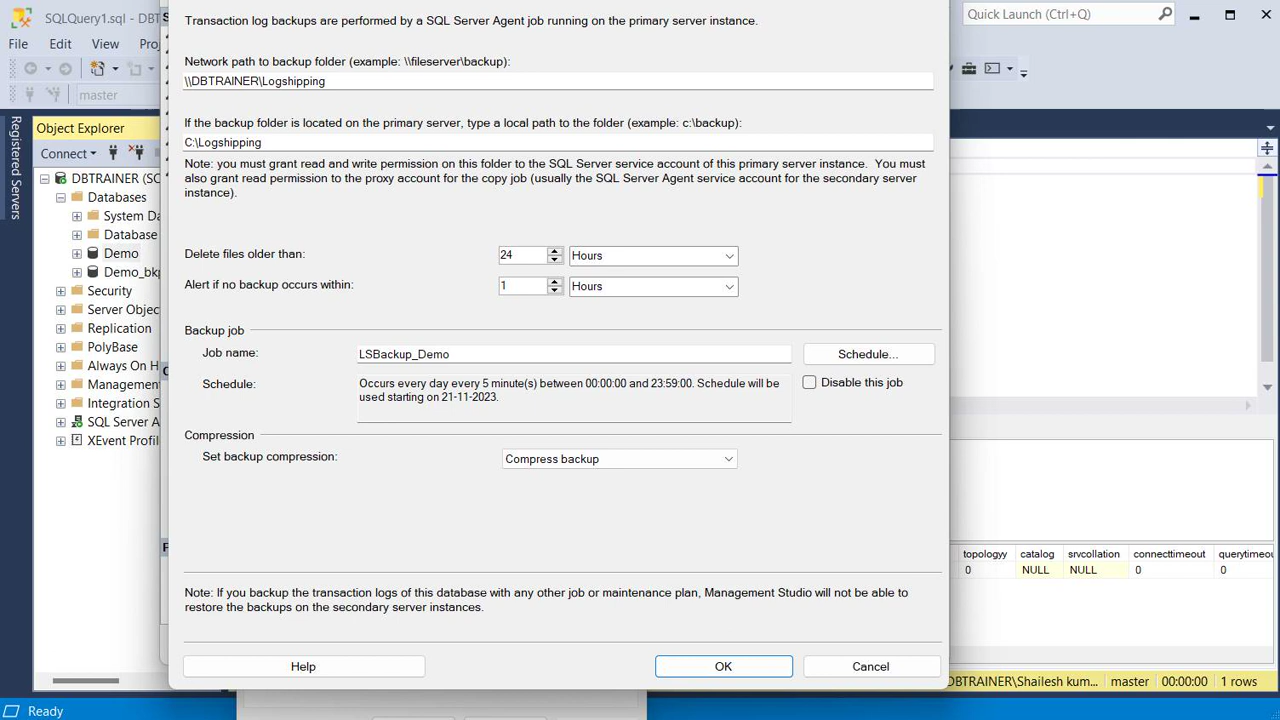 SQLQuery1.sql - DBT
Quick Launch (Ctrl+Q)
File Edit View Proj
master
Registered Servers
Object Explorer
Connect
DBTRAINER (SQ
Databases
System Da
Database
Demo
Demo_bkp
Security
Server Objec
Replication
PolyBase
Always On H
Management
Integration S
SQL Server A
XEvent Profil
Transaction log backups are performed by a SQL Server Agent job running on the primary server instance.
Network path to backup folder (example: \\fileserver\backup):
\\DBTRAINER\Logshipping
If the backup folder is located on the primary server, type a local path to the folder (example: c:\backup):
C:\Logshipping
Note: you must grant read and write permission on this folder to the SQL Server service account of this primary server instance.  You must
also grant read permission to the proxy account for the copy job (usually the SQL Server Agent service account for the secondary server
instance).
Delete files older than: 24 Hours
Alert if no backup occurs within: 1 Hours
Backup job
Job name: LSBackup_Demo Schedule...
Schedule: Occurs every day every 5 minute(s) between 00:00:00 and 23:59:00. Schedule will be
used starting on 21-11-2023.
Disable this job
Compression
Set backup compression: Compress backup
Note: If you backup the transaction logs of this database with any other job or maintenance plan, Management Studio will not be able to
restore the backups on the secondary server instances.
Help OK Cancel
topologyy catalog srvcollation connecttimeout querytimeou
0 NULL NULL 0 0
DBTRAINER\Shailesh kum... master 00:00:00 1 rows
Ready